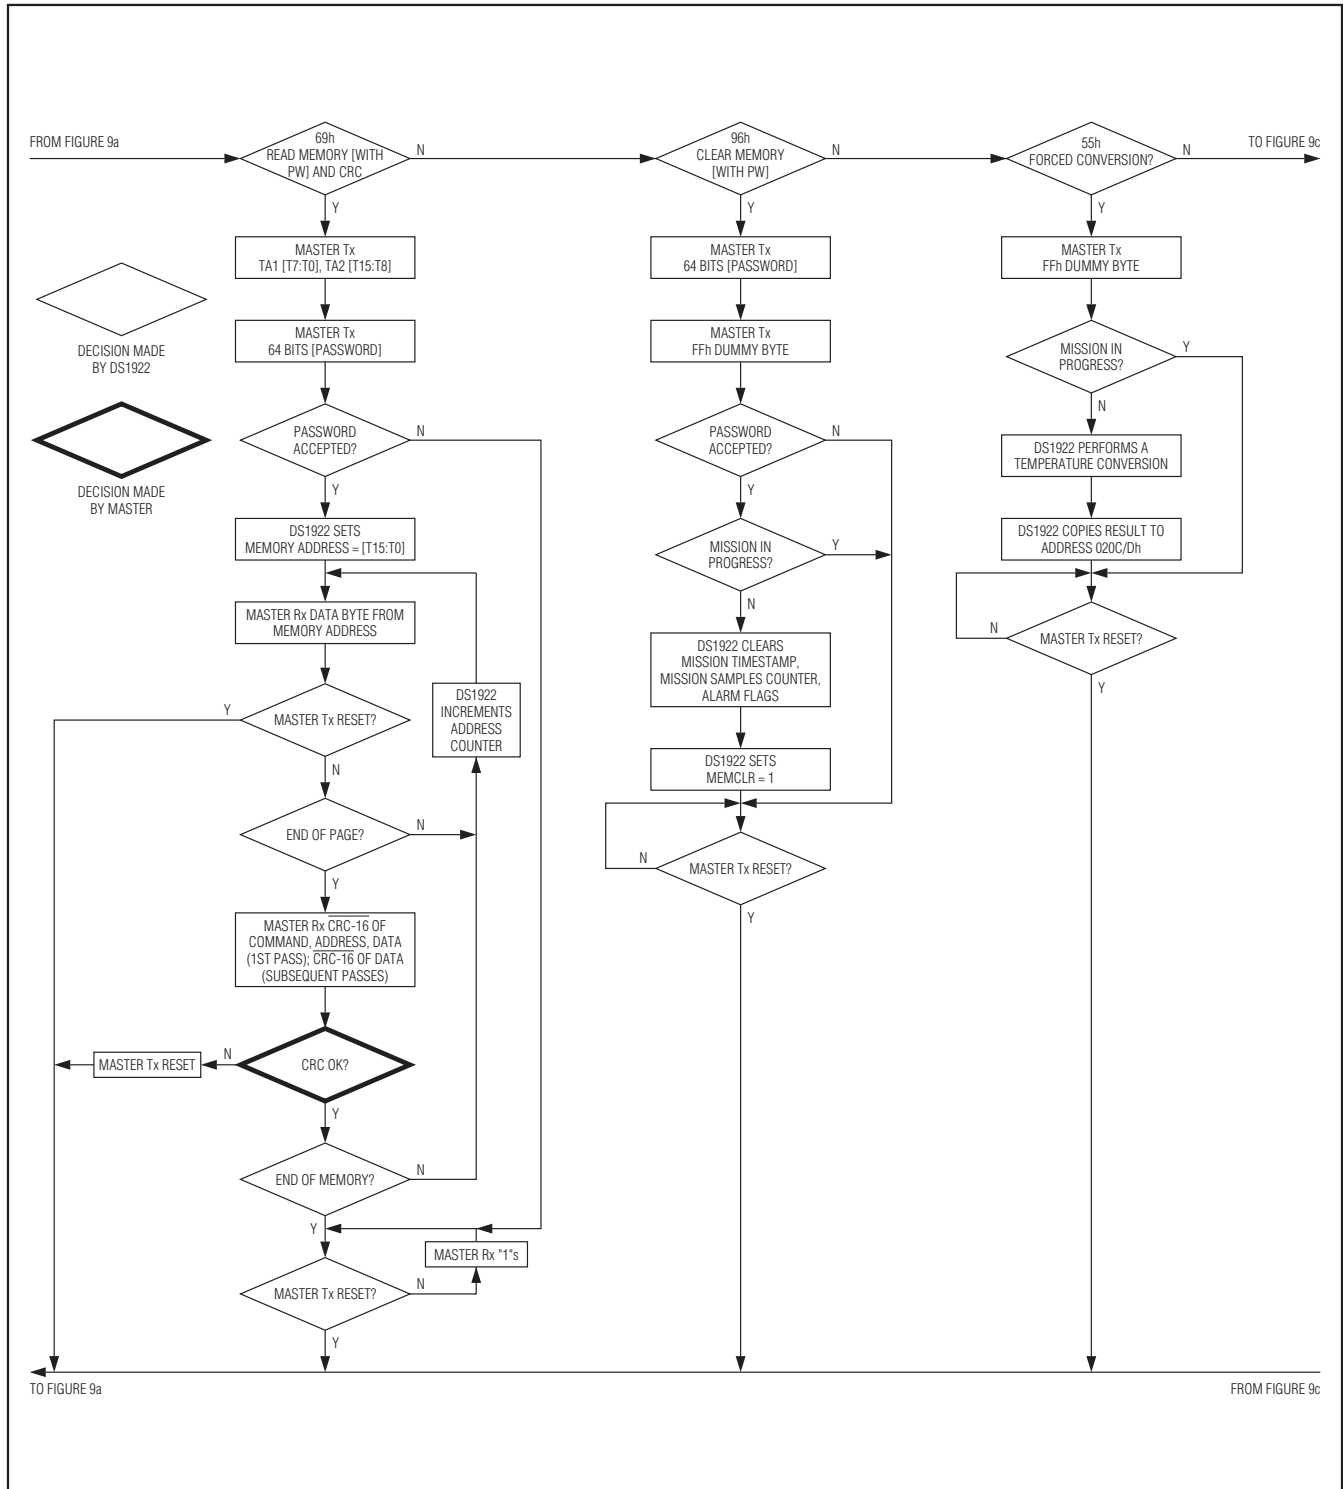 FROM FIGURE 9a
69h
READ MEMORY [WITH
PW] AND CRC
N
Y
MASTER Tx
TA1 [T7:T0], TA2 [T15:T8]
MASTER Tx
64 BITS [PASSWORD]
PASSWORD
ACCEPTED?
N
Y
DS1922 SETS
MEMORY ADDRESS = [T15:T0]
MASTER Rx DATA BYTE FROM
MEMORY ADDRESS
MASTER Tx RESET?
Y
N
DS1922
INCREMENTS
ADDRESS
COUNTER
END OF PAGE?
N
Y
MASTER Rx CRC-16 OF
COMMAND, ADDRESS, DATA
(1ST PASS); CRC-16 OF DATA
(SUBSEQUENT PASSES)
CRC OK?
N
MASTER Tx RESET
Y
END OF MEMORY?
N
Y
MASTER Rx "1"s
MASTER Tx RESET?
N
Y
DECISION MADE
BY DS1922
DECISION MADE
BY MASTER
96h
CLEAR MEMORY
[WITH PW]
N
Y
MASTER Tx
64 BITS [PASSWORD]
MASTER Tx
FFh DUMMY BYTE
PASSWORD
ACCEPTED?
N
Y
MISSION IN
PROGRESS?
Y
N
DS1922 CLEARS
MISSION TIMESTAMP,
MISSION SAMPLES COUNTER,
ALARM FLAGS
DS1922 SETS
MEMCLR = 1
MASTER Tx RESET?
N
Y
55h
FORCED CONVERSION?
N
TO FIGURE 9c
Y
MASTER Tx
FFh DUMMY BYTE
MISSION IN
PROGRESS?
Y
N
DS1922 PERFORMS A
TEMPERATURE CONVERSION
DS1922 COPIES RESULT TO
ADDRESS 020C/Dh
MASTER Tx RESET?
N
Y
TO FIGURE 9a
FROM FIGURE 9c